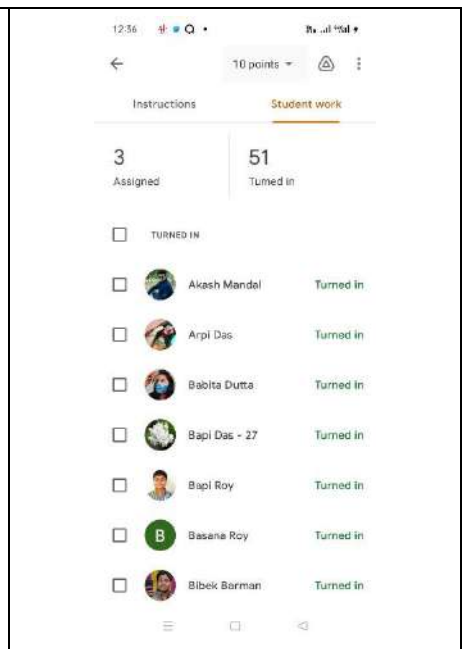 12:36
10 points
Instructions Student work
3 51
Assigned Turned in
TURNED IN
Akash Mandal Turned in
Arpi Das Turned in
Babita Dutta Turned in
Bapi Das - 27 Turned in
Bapi Roy Turned in
B Basana Roy Turned in
Bibek Barman Turned in